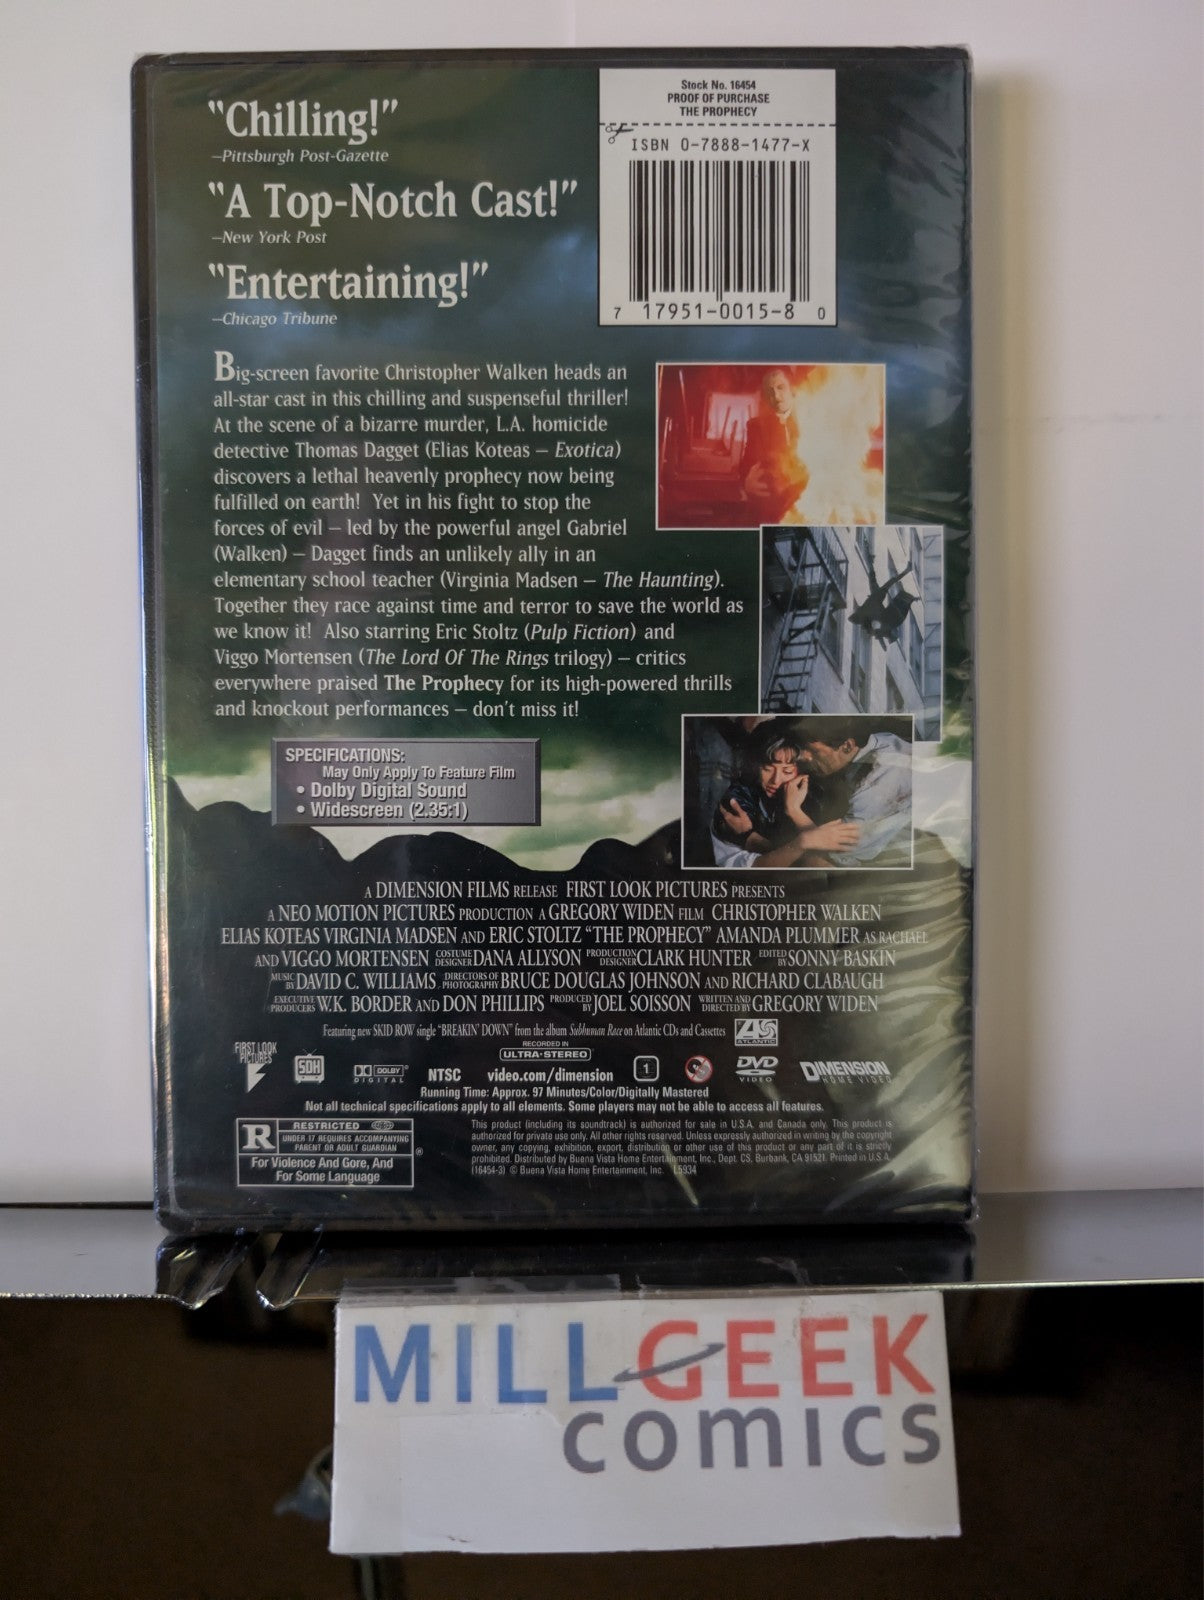 “Chilling!”
–Pittsburgh Post-Gazette
“A Top-Notch Cast!”
–New York Post
“Entertaining!”
–Chicago Tribune
Stock No. 16454
PROOF OF PURCHASE
THE PROPHECY
ISBN 0-7888-1477-X
7 17951-0015-8 0
Big-screen favorite Christopher Walken heads an
all-star cast in this chilling and suspenseful thriller!
At the scene of a bizarre murder, L.A. homicide
detective Thomas Dagget (Elias Koteas – Exotica)
discovers a lethal heavenly prophecy now being
fulfilled on earth! Yet in his fight to stop the
forces of evil – led by the powerful angel Gabriel
(Walken) – Dagget finds an unlikely ally in an
elementary school teacher (Virginia Madsen – The Haunting).
Together they race against time and terror to save the world as
we know it! Also starring Eric Stoltz (Pulp Fiction) and
Viggo Mortensen (The Lord Of The Rings trilogy) – critics
everywhere praised The Prophecy for its high-powered thrills
and knockout performances – don't miss it!
SPECIFICATIONS:
May Only Apply To Feature Film
• Dolby Digital Sound
• Widescreen (2.35:1)
A DIMENSION FILMS RELEASE FIRST LOOK PICTURES PRESENTS
A NEO MOTION PICTURES PRODUCTION A GREGORY WIDEN FILM CHRISTOPHER WALKEN
ELIAS KOTEAS VIRGINIA MADSEN AND ERIC STOLTZ “THE PROPHECY” AMANDA PLUMMER AS RACHAEL
AND VIGGO MORTENSEN COSTUME DESIGNER DANA ALLYSON PRODUCTION DESIGNER CLARK HUNTER EDITED BY SONNY BASKIN
MUSIC BY DAVID C. WILLIAMS DIRECTORS OF PHOTOGRAPHY BRUCE DOUGLAS JOHNSON AND RICHARD CLABAUGH
EXECUTIVE PRODUCERS W.K. BORDER AND DON PHILLIPS PRODUCED BY JOEL SOISSON WRITTEN AND DIRECTED BY GREGORY WIDEN
Featuring new SKID ROW single “BREAKIN' DOWN” from the album Subhuman Race on Atlantic CDs and Cassettes
ATLANTIC
FIRST LOOK
PICTURES
SDH
DOLBY
DIGITAL
NTSC
RECORDED IN
ULTRA-STEREO
video.com/dimension
1
DVD
VIDEO
DIMENSION
HOME VIDEO
Running Time: Approx. 97 Minutes/Color/Digitally Mastered
Not all technical specifications apply to all elements. Some players may not be able to access all features.
R RESTRICTED ®
UNDER 17 REQUIRES ACCOMPANYING
PARENT OR ADULT GUARDIAN
For Violence And Gore, And
For Some Language
This product (including its soundtrack) is authorized for sale in U.S.A. and Canada only. This product is
authorized for private use only. All other rights reserved. Unless expressly authorized in writing by the copyright
owner, any copying, exhibition, export, distribution or other use of this product or any part of it is strictly
prohibited. Distributed by Buena Vista Home Entertainment, Inc., Dept. CS, Burbank, CA 91521. Printed in U.S.A.
(16454-3) © Buena Vista Home Entertainment, Inc. L5934
MILL GEEK
comics